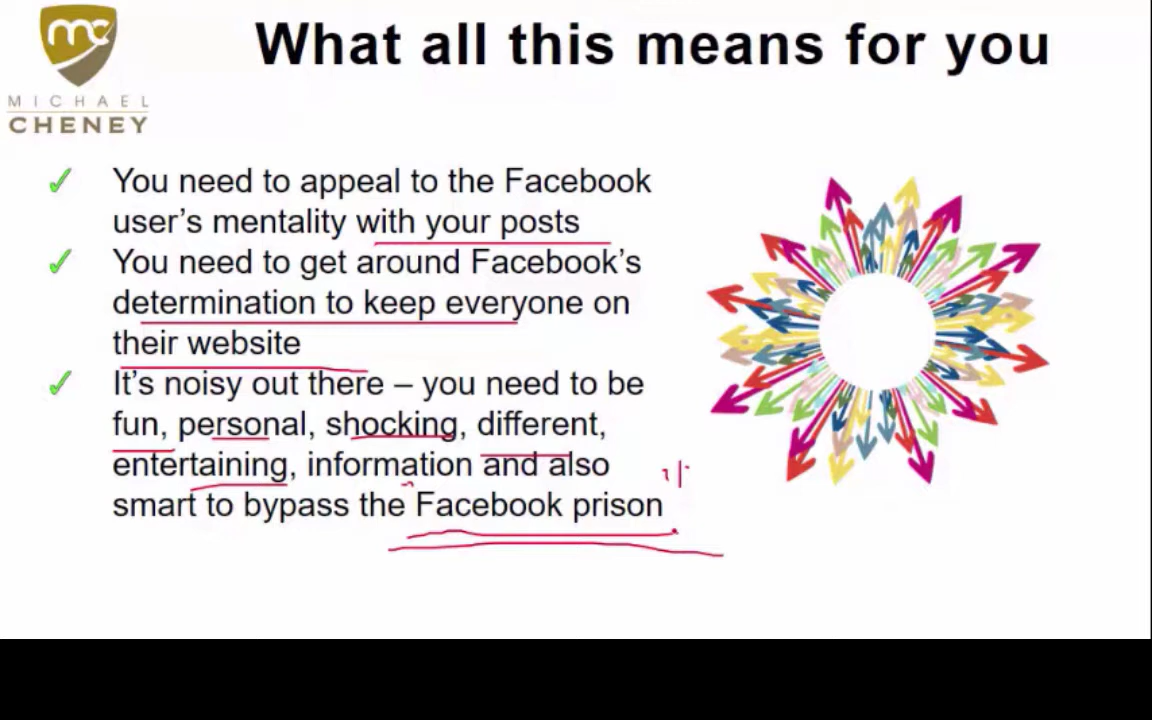 mc
MICHAEL
CHENEY
What all this means for you
✓ You need to appeal to the Facebook
user's mentality with your posts
✓ You need to get around Facebook's
determination to keep everyone on
their website
✓ It's noisy out there – you need to be
fun, personal, shocking, different,
entertaining, information and also
smart to bypass the Facebook prison